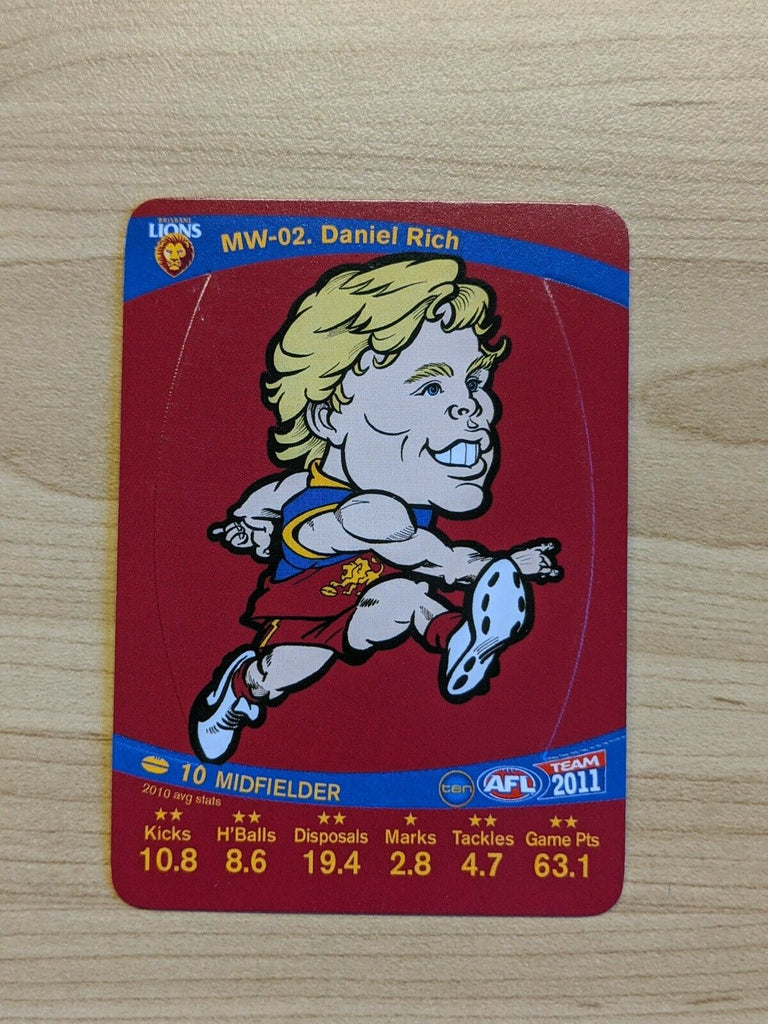 BRISBANE
LIONS
MW-02. Daniel Rich
10 MIDFIELDER
2010 avg stats
ten
AFL
TEAM
2011
★★ ★★ ★★ ★ ★★ ★★
Kicks H'Balls Disposals Marks Tackles Game Pts
10.8 8.6 19.4 2.8 4.7 63.1